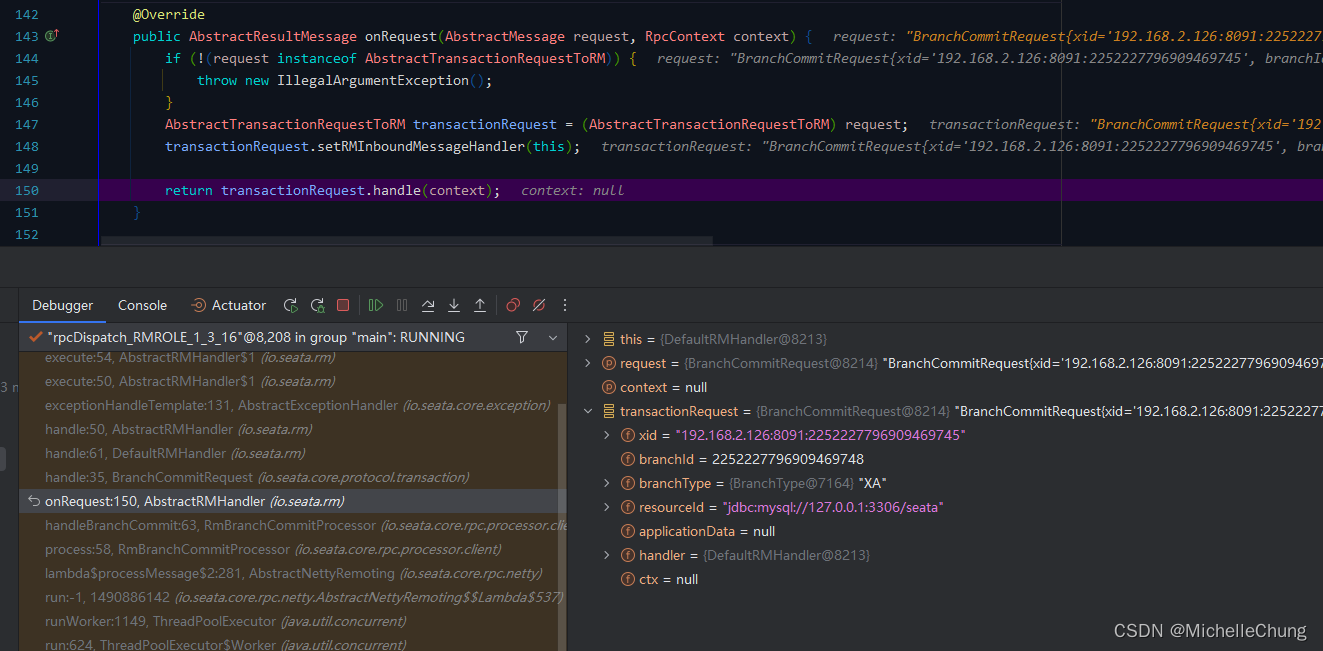 142 @Override
143 public AbstractResultMessage onRequest(AbstractMessage request, RpcContext context) { request: "BranchCommitRequest{xid='192.168.2.126:8091:2252227
144 if (!(request instanceof AbstractTransactionRequestToRM)) { request: "BranchCommitRequest{xid='192.168.2.126:8091:2252227796909469745', branchI
145 throw new IllegalArgumentException();
146 }
147 AbstractTransactionRequestToRM transactionRequest = (AbstractTransactionRequestToRM) request; transactionRequest: "BranchCommitRequest{xid='192
148 transactionRequest.setRMInboundMessageHandler(this); transactionRequest: "BranchCommitRequest{xid='192.168.2.126:8091:2252227796909469745', bra
149
150 return transactionRequest.handle(context); context: null
151 }
152
Debugger Console Actuator
"rpcDispatch_RMROLE_1_3_16"@8,208 in group "main": RUNNING
execute:54, AbstractRMHandler$1 (io.seata.rm)
execute:50, AbstractRMHandler$1 (io.seata.rm)
3 m
exceptionHandleTemplate:131, AbstractExceptionHandler (io.seata.core.exception)
handle:50, AbstractRMHandler (io.seata.rm)
handle:61, DefaultRMHandler (io.seata.rm)
handle:35, BranchCommitRequest (io.seata.core.protocol.transaction)
onRequest:150, AbstractRMHandler (io.seata.rm)
handleBranchCommit:63, RmBranchCommitProcessor (io.seata.core.rpc.processor.clie
process:58, RmBranchCommitProcessor (io.seata.core.rpc.processor.client)
lambda$processMessage$2:281, AbstractNettyRemoting (io.seata.core.rpc.netty)
run:-1, 1490886142 (io.seata.core.rpc.netty.AbstractNettyRemoting$$Lambda$537)
runWorker:1149, ThreadPoolExecutor (java.util.concurrent)
run:624, ThreadPoolExecutor$Worker (java.util.concurrent)
this = {DefaultRMHandler@8213}
request = {BranchCommitRequest@8214} "BranchCommitRequest{xid='192.168.2.126:8091:22522277969094697
context = null
transactionRequest = {BranchCommitRequest@8214} "BranchCommitRequest{xid='192.168.2.126:8091:2252227
xid = "192.168.2.126:8091:2252227796909469745"
branchId = 2252227796909469748
branchType = {BranchType@7164} "XA"
resourceId = "jdbc:mysql://127.0.0.1:3306/seata"
applicationData = null
handler = {DefaultRMHandler@8213}
ctx = null
CSDN @MichelleChung